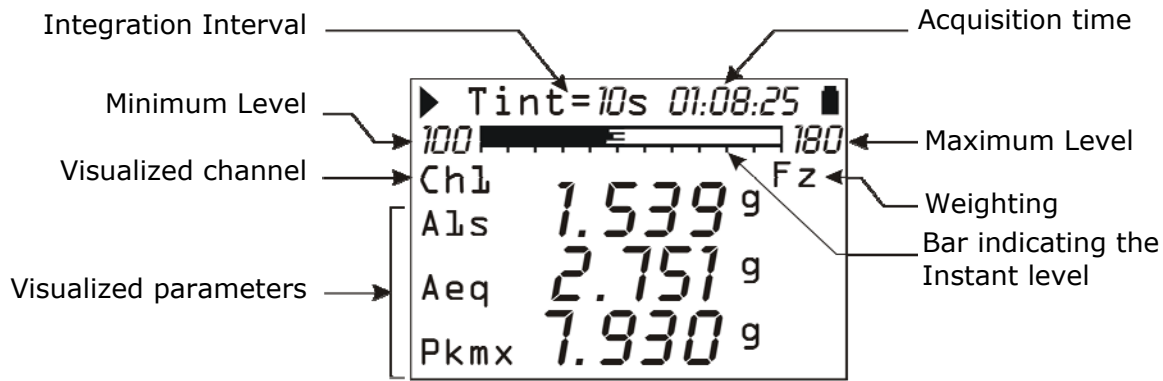 Integration Interval
Acquisition time
Tint=10s 01:08:25
Minimum Level
100
180
Maximum Level
Visualized channel
Ch1
Fz
Weighting
A1s 1.539 g
Bar indicating the
Instant level
Visualized parameters
Aeq 2.751 g
Pkmx 7.930 g